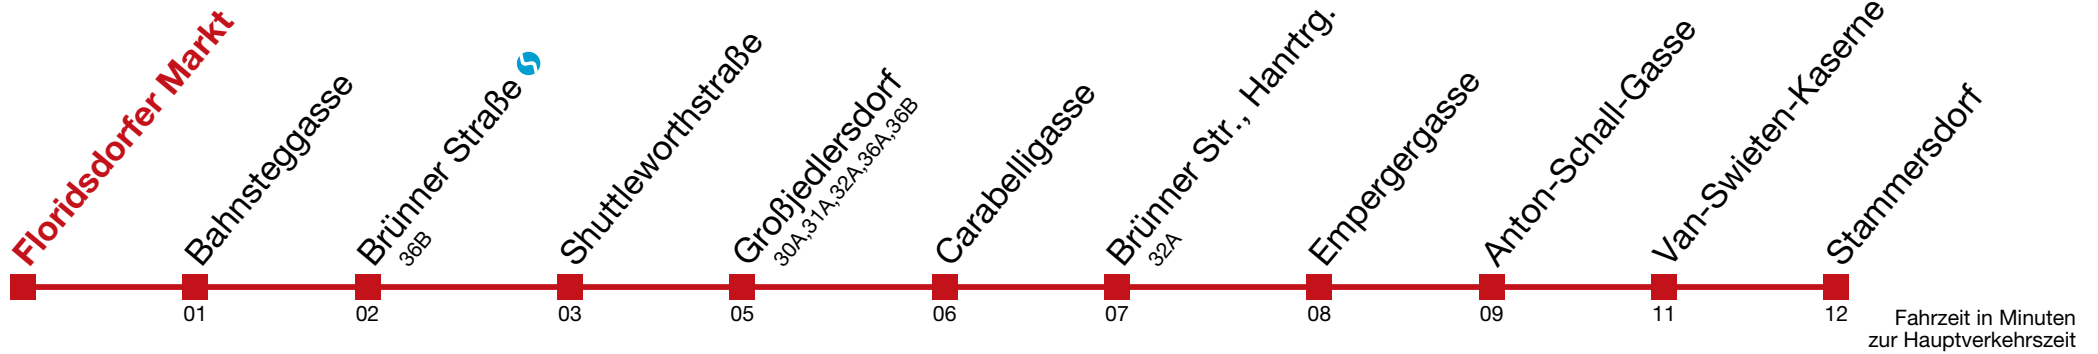 Floridsdorfer Markt
Bahnsteggasse
01
Brünner Straße
36B
02
Shuttleworthstraße
03
Großjedlersdorf
30A,31A,32A,36A,36B
05
Carabelligasse
06
Brünner Str., Hanrtrg.
32A
07
Empergergasse
08
Anton-Schall-Gasse
09
Van-Swieten-Kaserne
11
Stammersdorf
12
Fahrzeit in Minuten
zur Hauptverkehrszeit